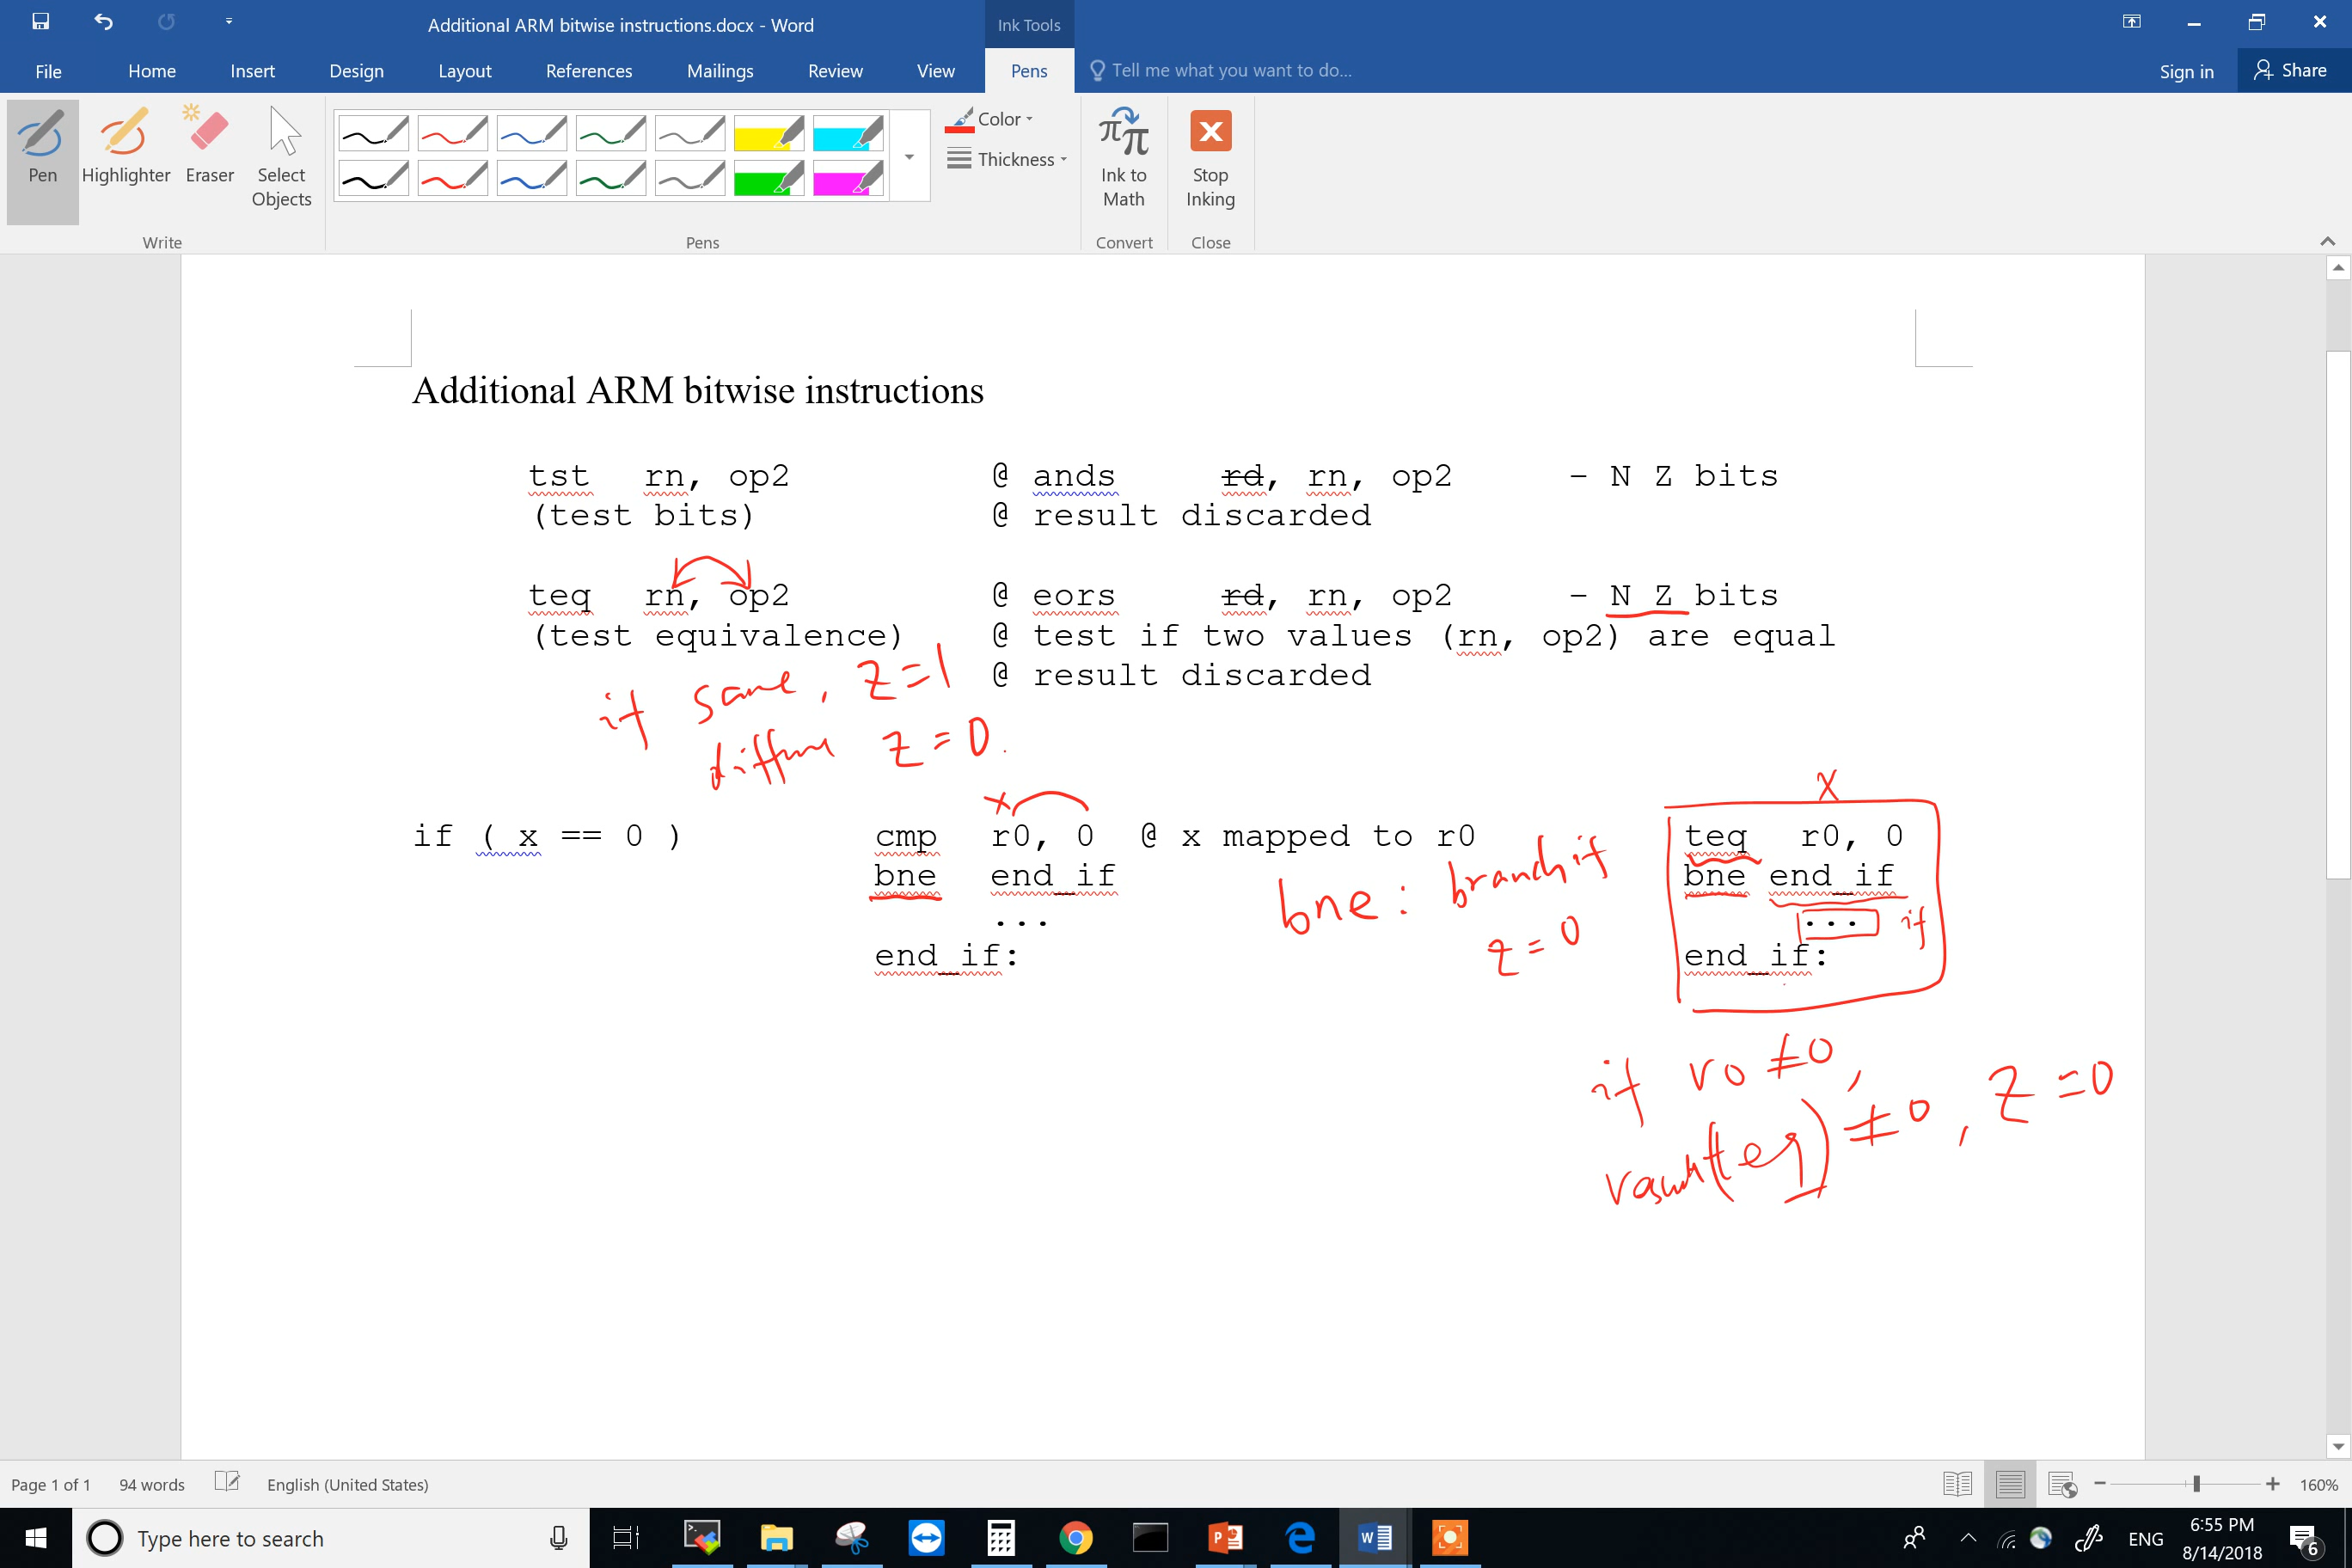 Additional ARM bitwise instructions.docx - Word
Ink Tools
File Home Insert Design Layout References Mailings Review View Pens Tell me what you want to do... Sign in Share
Pen Highlighter Eraser Select Objects
Color
Thickness
Ink to Math
Stop Inking
Write Pens Convert Close
Additional ARM bitwise instructions
tst rn, op2 @ ands rd, rn, op2 - N Z bits
(test bits) @ result discarded
teq rn, op2 @ eors rd, rn, op2 - N Z bits
(test equivalence) @ test if two values (rn, op2) are equal
@ result discarded
if same, z=1
z=0.
x
X
if ( x == 0 ) cmp r0, 0 @ x mapped to r0 teq r0, 0
bne end_if bne end_if
bne: branch if
z=0
... ... if
end_if: end_if:
if r0 ≠0,
(teq) ≠0, Z=0
Page 1 of 1 94 words English (United States) 160%
Type here to search
ENG
6:55 PM
8/14/2018
6